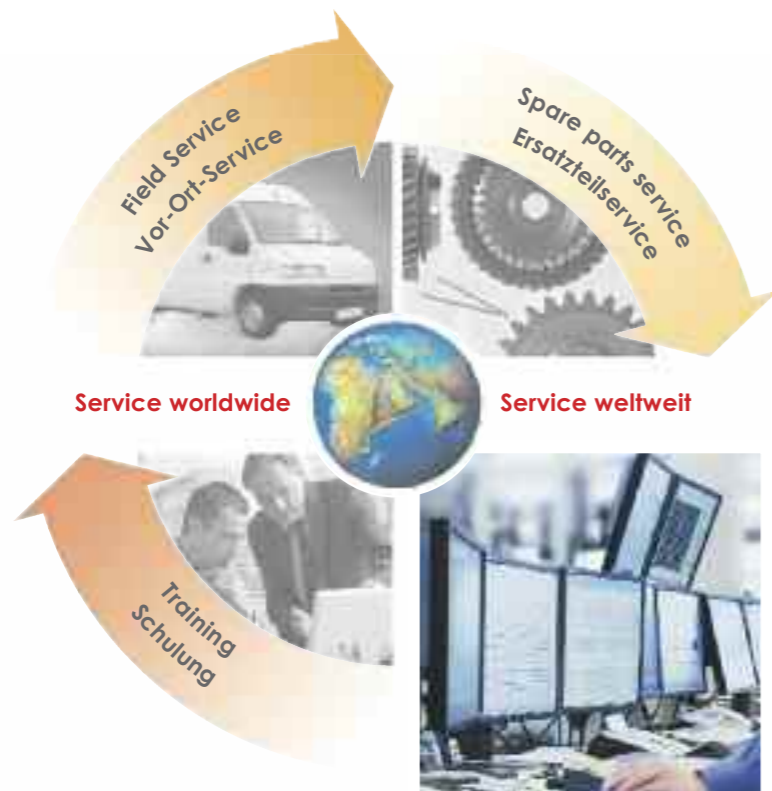 Field Service
Vor-Ort-Service
Spare parts service
Ersatzteilservice
Service worldwide
Service weltweit
Training
Schulung